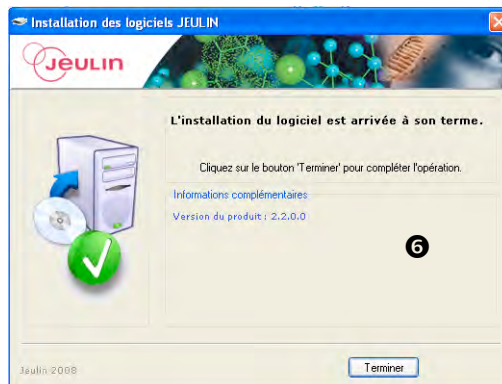 Installation des logiciels JEULIN
Jeulin
L'installation du logiciel est arrivée à son terme.
Cliquez sur le bouton 'Terminer' pour compléter l'opération.
Informations complémentaires
Version du produit : 2.2.0.0
❻
Jeulin 2008
Terminer